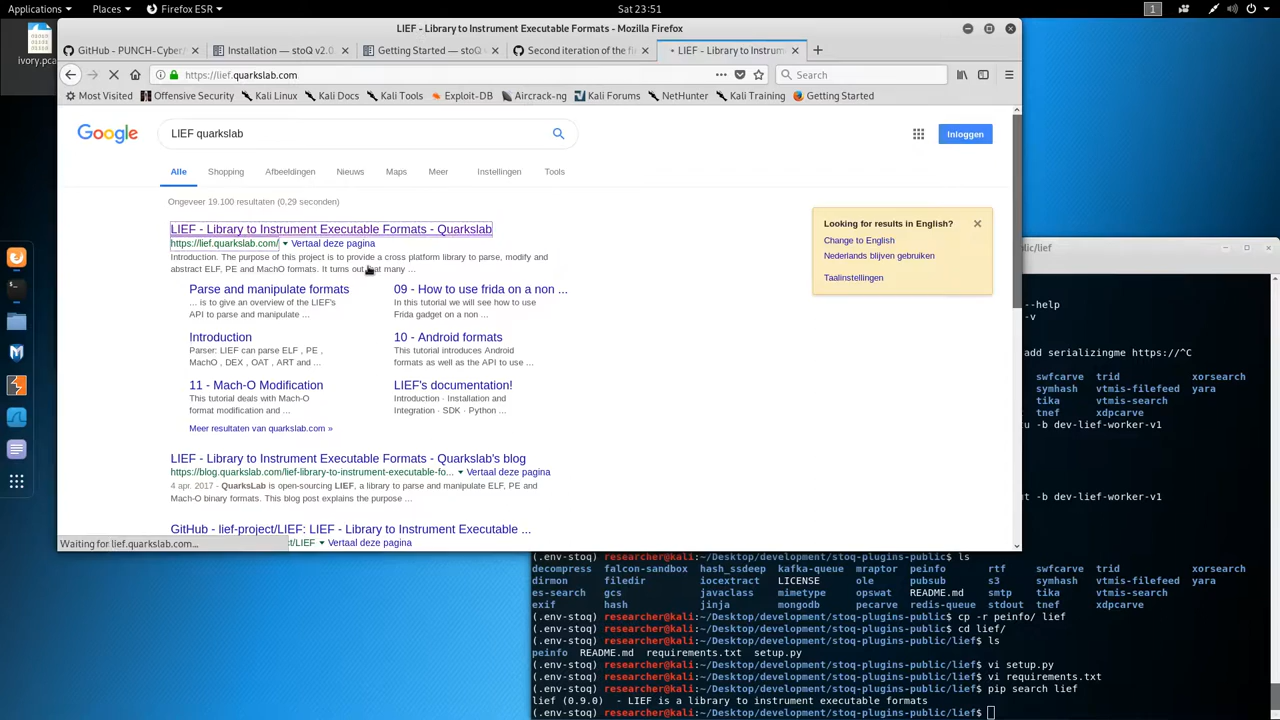 Applications
Places
Firefox ESR
Sat 23:51
1
ivory.pca
LIEF - Library to Instrument Executable Formats - Mozilla Firefox
GitHub - PUNCH-Cyber/
Installation — stoQ v2.0
Getting Started — stoQ
Second iteration of the fi
LIEF - Library to Instrum
https://lief.quarkslab.com
Search
Most Visited
Offensive Security
Kali Linux
Kali Docs
Kali Tools
Exploit-DB
Aircrack-ng
Kali Forums
NetHunter
Kali Training
Getting Started
Google
LIEF quarkslab
Inloggen
Alle
Shopping
Afbeeldingen
Nieuws
Maps
Meer
Instellingen
Tools
Ongeveer 19.100 resultaten (0,29 seconden)
LIEF - Library to Instrument Executable Formats - Quarkslab
https://lief.quarkslab.com/ Vertaal deze pagina
Introduction. The purpose of this project is to provide a cross platform library to parse, modify and
abstract ELF, PE and MachO formats. It turns out that many ...
Parse and manipulate formats
... is to give an overview of the LIEF's
API to parse and manipulate ...
09 - How to use frida on a non ...
In this tutorial we will see how to use
Frida gadget on a non ...
Introduction
Parser: LIEF can parse ELF , PE ,
MachO , DEX , OAT , ART and ...
10 - Android formats
This tutorial introduces Android
formats as well as the API to use ...
11 - Mach-O Modification
This tutorial deals with Mach-O
format modification and ...
LIEF's documentation!
Introduction · Installation and
Integration · SDK · Python ...
Meer resultaten van quarkslab.com »
LIEF - Library to Instrument Executable Formats - Quarkslab's blog
https://blog.quarkslab.com/lief-library-to-instrument-executable-fo... Vertaal deze pagina
4 apr. 2017 - QuarksLab is open-sourcing LIEF, a library to parse and manipulate ELF, PE and
Mach-O binary formats. This blog post explains the purpose ...
GitHub - lief-project/LIEF: LIEF - Library to Instrument Executable ...
ct/LIEF Vertaal deze pagina
Waiting for lief.quarkslab.com...
Looking for results in English?
Change to English
Nederlands blijven gebruiken
Taalinstellingen
lief
--help
-v
add serializingme https://^C
swfcarve trid xorsearch
symhash vtmis-filefeed yara
tika vtmis-search
tnef xdpcarve
u -b dev-lief-worker-v1
t -b dev-lief-worker-v1
(.env-stoq) researcher@kali:~/Desktop/development/stoq-plugins-public$ ls
decompress falcon-sandbox hash_ssdeep kafka-queue mraptor peinfo rtf swfcarve trid xorsearch
dirmon filedir iocextract LICENSE ole pubsub s3 symhash vtmis-filefeed yara
es-search gcs javaclass mimetype opswat README.md smtp tika vtmis-search
exif hash jinja mongodb pecarve redis-queue stdout tnef xdpcarve
(.env-stoq) researcher@kali:~/Desktop/development/stoq-plugins-public$ cp -r peinfo/ lief
(.env-stoq) researcher@kali:~/Desktop/development/stoq-plugins-public$ cd lief/
(.env-stoq) researcher@kali:~/Desktop/development/stoq-plugins-public/lief$ ls
peinfo README.md requirements.txt setup.py
(.env-stoq) researcher@kali:~/Desktop/development/stoq-plugins-public/lief$ vi setup.py
(.env-stoq) researcher@kali:~/Desktop/development/stoq-plugins-public/lief$ vi requirements.txt
(.env-stoq) researcher@kali:~/Desktop/development/stoq-plugins-public/lief$ pip search lief
lief (0.9.0) - LIEF is a library to instrument executable formats
(.env-stoq) researcher@kali:~/Desktop/development/stoq-plugins-public/lief$